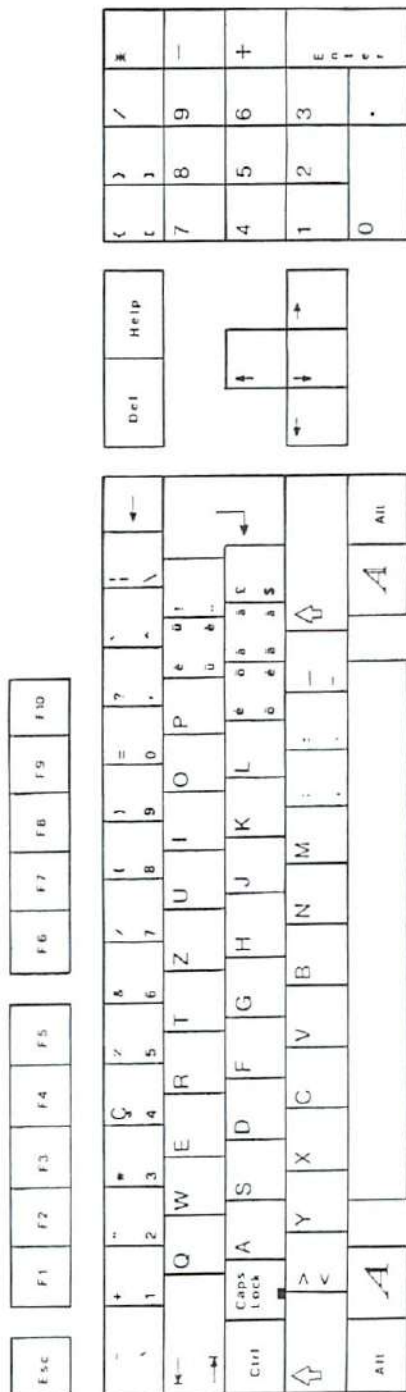 Esc F1 F2 F3 F4 F5 F6 F7 F8 F9 F10
+ " * Ç % & / ( ) = ? `
1 2 3 4 5 6 7 8 9 0 ' ^ \ ←
Del Help
{ } / *
[ ] 
Q W E R T Z U I O P è ü !
ü è ¨
7 8 9 -
Ctrl Caps Lock A S D F G H J K L é ö à ä £
ö é ä à $
4 5 6 +
> Y X C V B N M ; : _
< , . -
1 2 3 Enter
Alt A A Alt
0 .